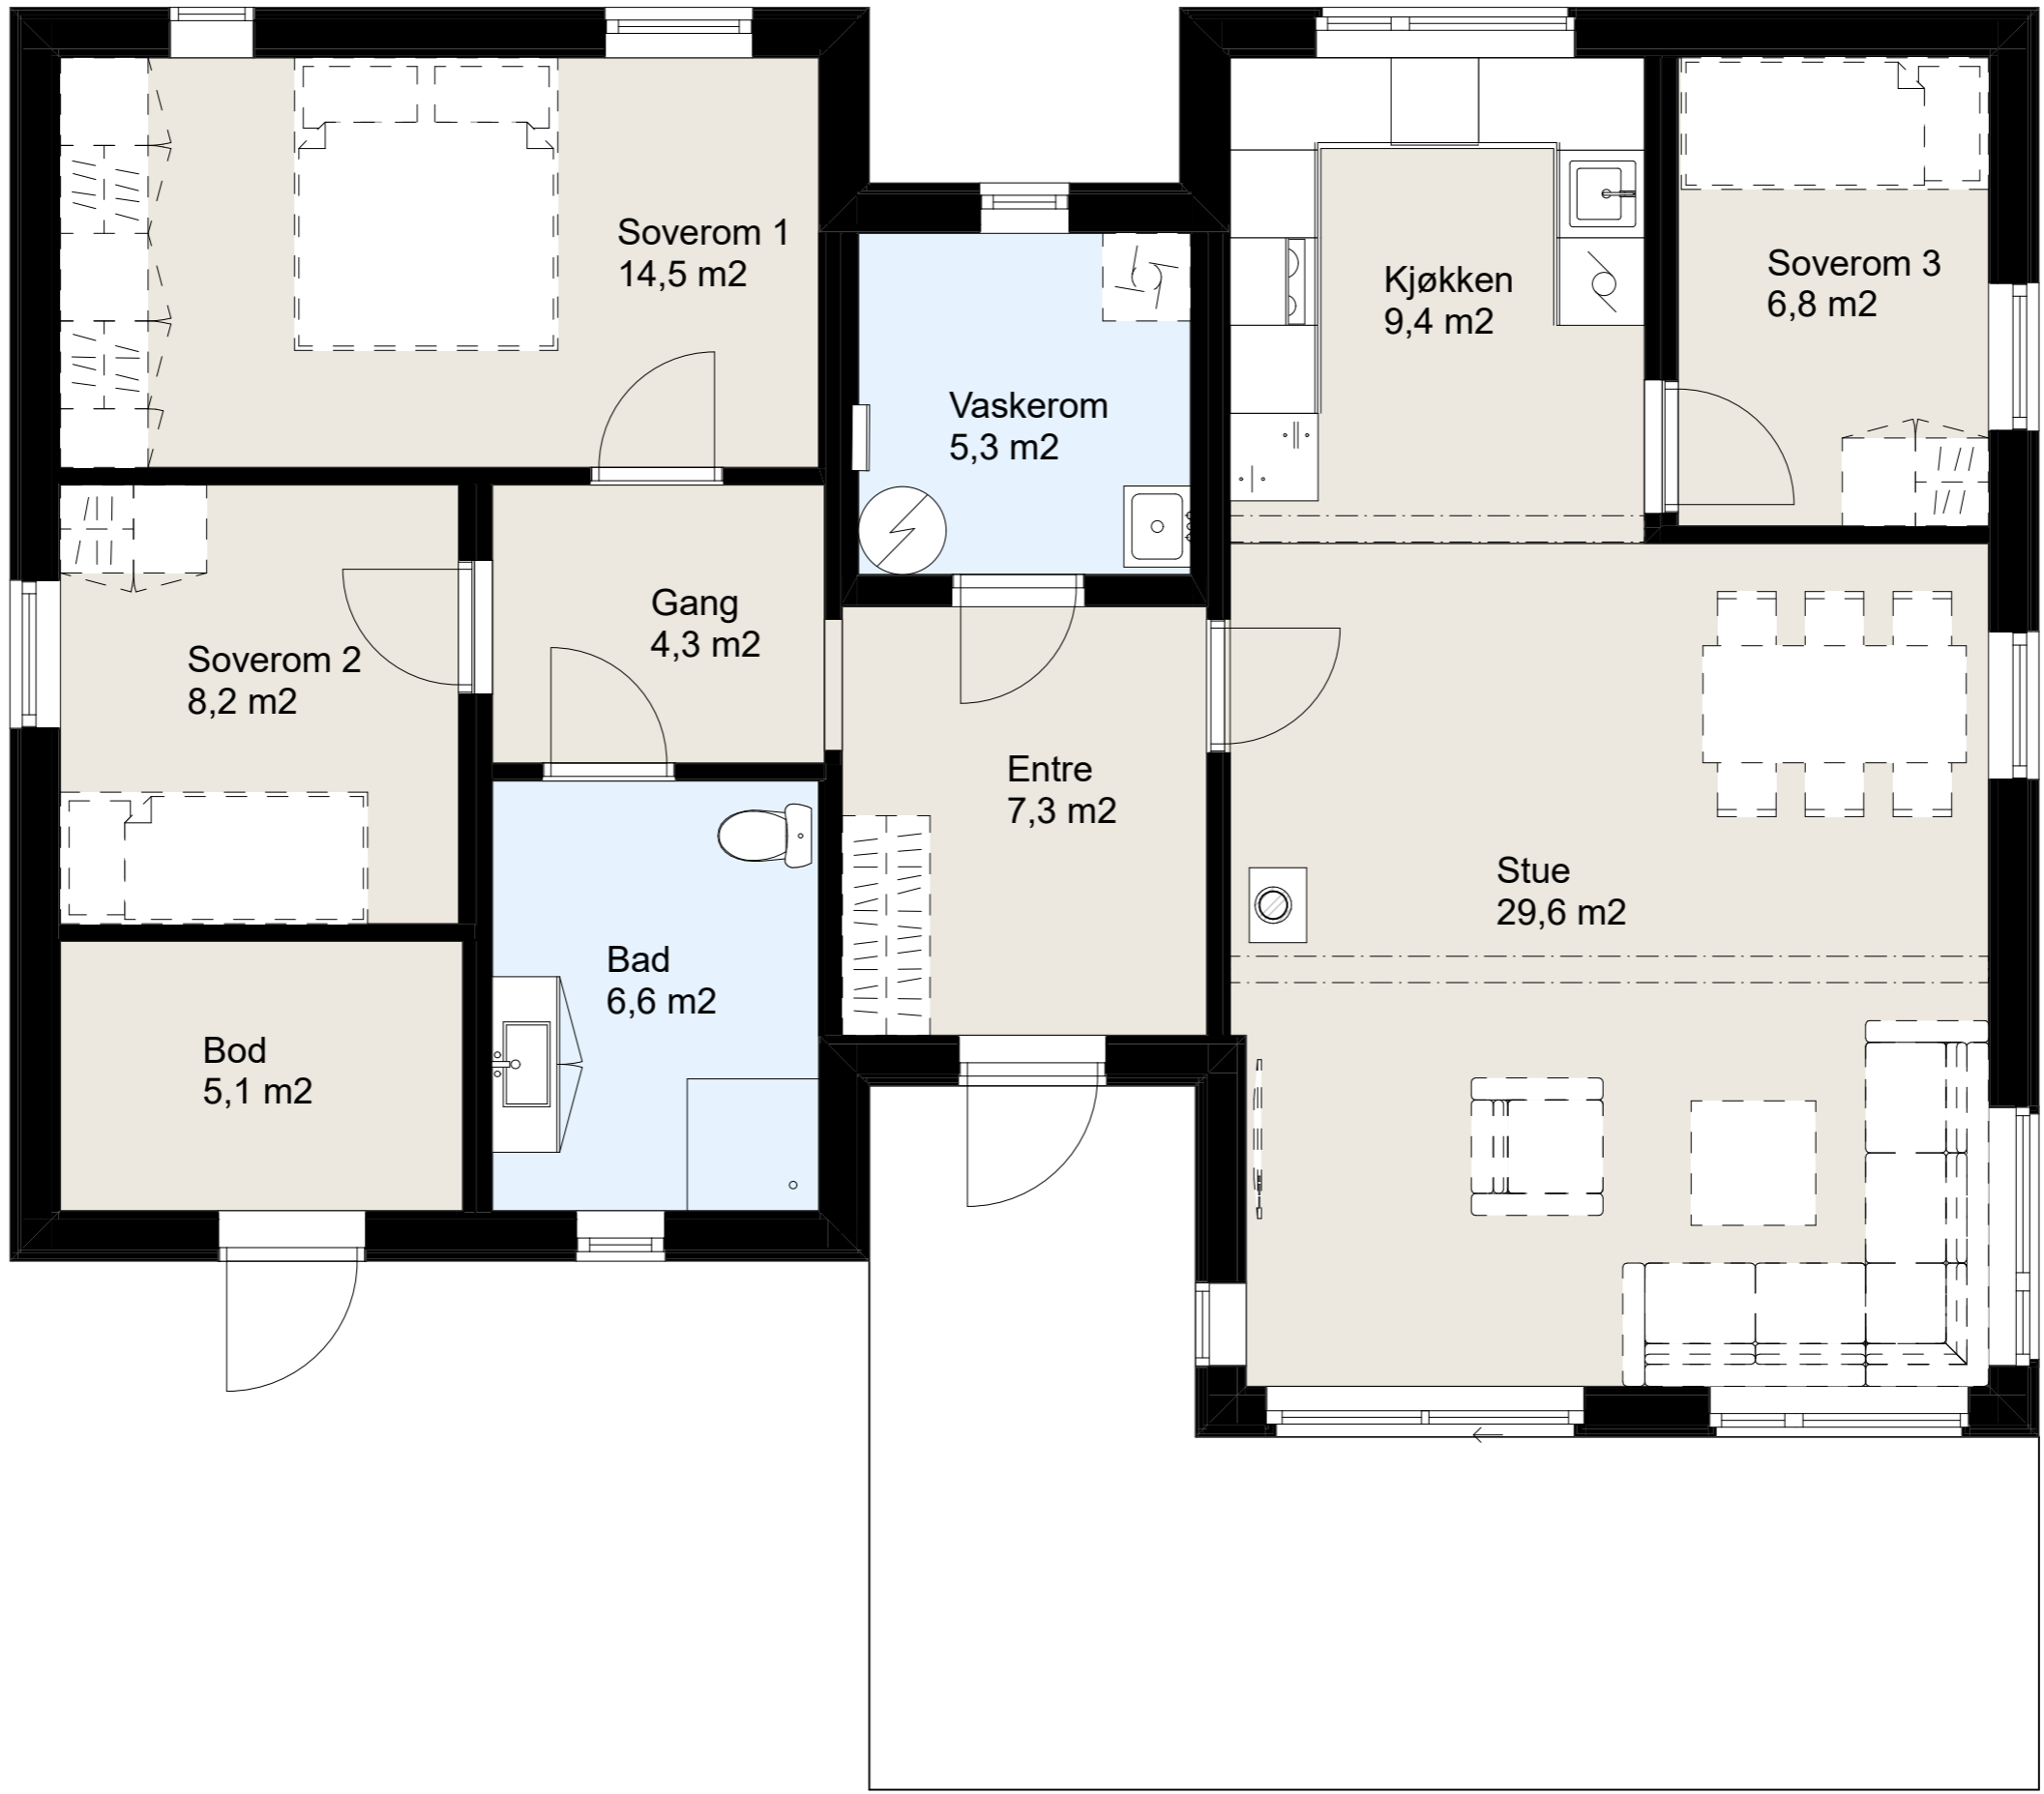 Soverom 1
14,5 m2
Kjøkken
9,4 m2
Soverom 3
6,8 m2
Vaskerom
5,3 m2
Gang
4,3 m2
Soverom 2
8,2 m2
Entre
7,3 m2
Stue
29,6 m2
Bad
6,6 m2
Bod
5,1 m2